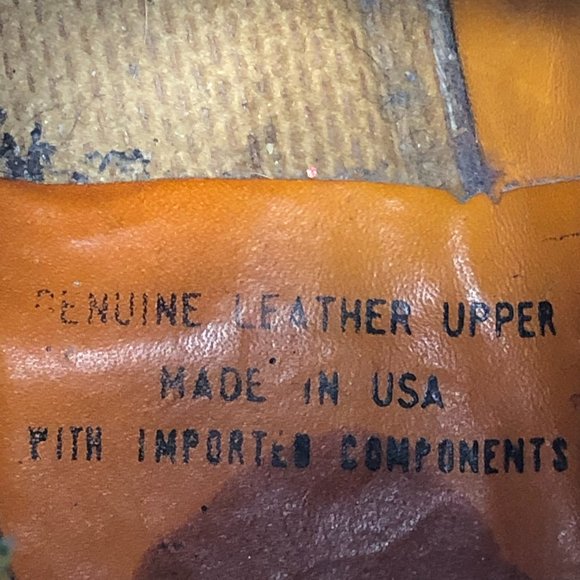 GENUINE LEATHER UPPER
MADE IN USA
WITH IMPORTED COMPONENTS